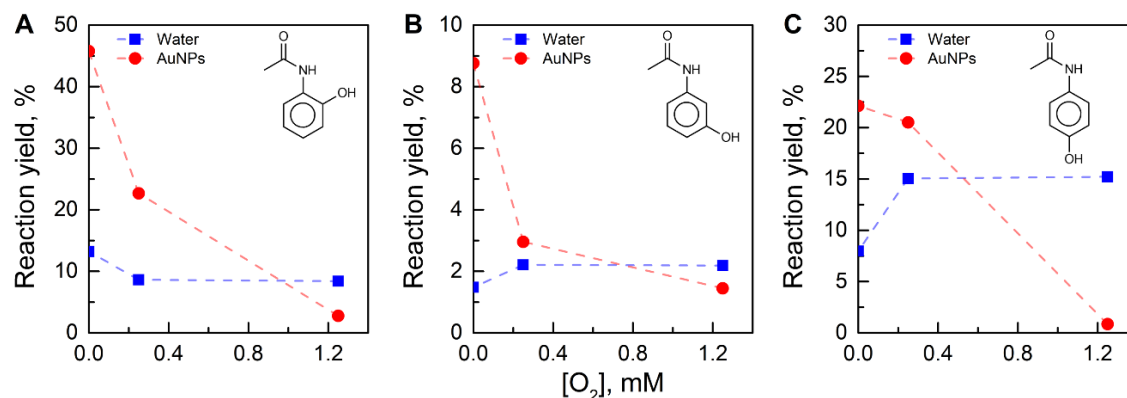 A
Reaction yield, %
50
40
30
20
10
0
0.0 0.4 0.8 1.2
Water
AuNPs
O
NH
OH
B
Reaction yield, %
10
8
6
4
2
0
0.0 0.4 0.8 1.2
[O2], mM
Water
AuNPs
O
NH
OH
C
Reaction yield, %
30
25
20
15
10
5
0
0.0 0.4 0.8 1.2
Water
AuNPs
O
NH
OH